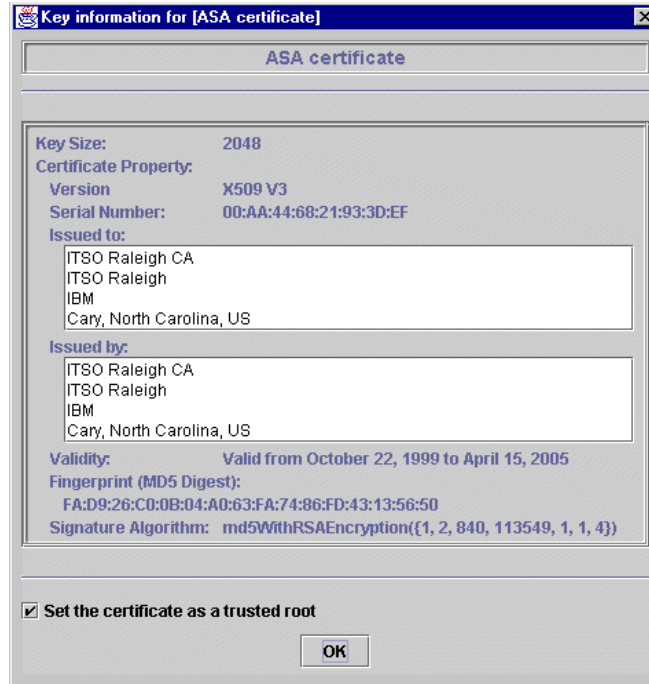 Key information for [ASA certificate]
ASA certificate
Key Size: 2048
Certificate Property:
Version X509 V3
Serial Number: 00:AA:44:68:21:93:3D:EF
Issued to:
ITSO Raleigh CA
ITSO Raleigh
IBM
Cary, North Carolina, US
Issued by:
ITSO Raleigh CA
ITSO Raleigh
IBM
Cary, North Carolina, US
Validity: Valid from October 22, 1999 to April 15, 2005
Fingerprint (MD5 Digest):
FA:D9:26:C0:0B:04:A0:63:FA:74:86:FD:43:13:56:50
Signature Algorithm: md5WithRSAEncryption({1, 2, 840, 113549, 1, 1, 4})
Set the certificate as a trusted root
OK